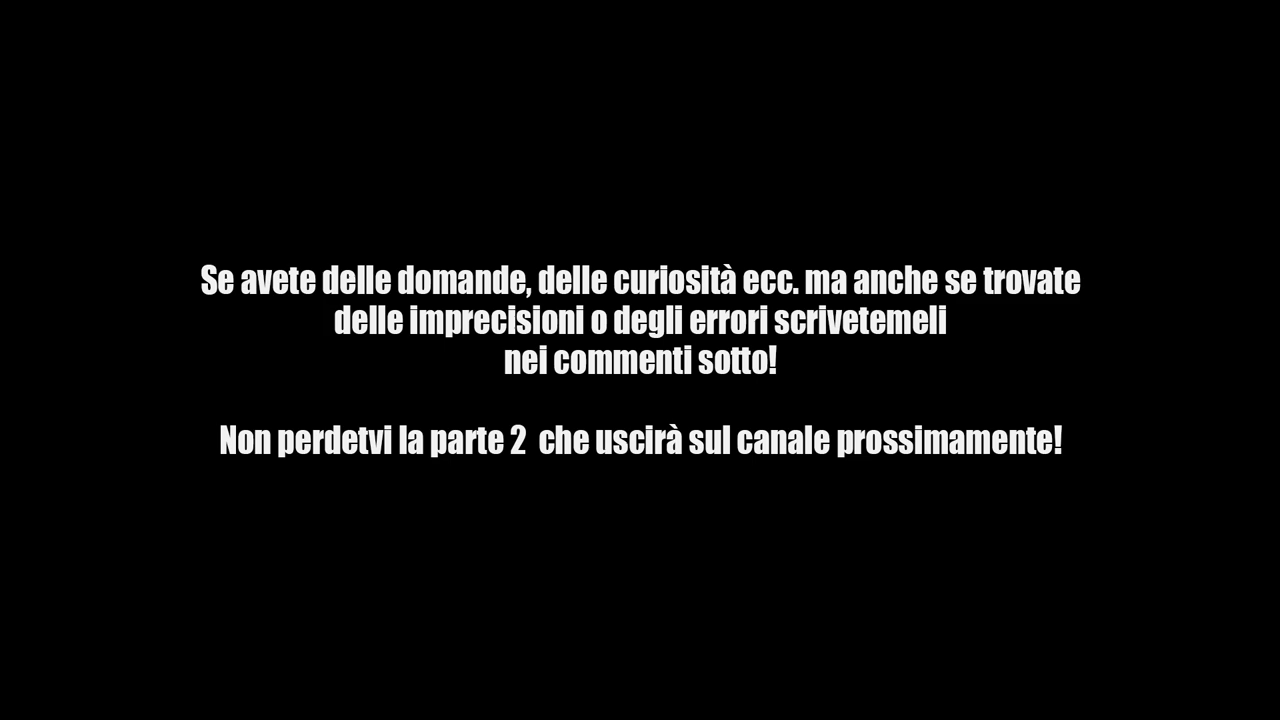 Se avete delle domande, delle curiosità ecc. ma anche se trovate
delle imprecisioni o degli errori scrivetemeli
nei commenti sotto!
Non perdetvi la parte 2  che uscirà sul canale prossimamente!